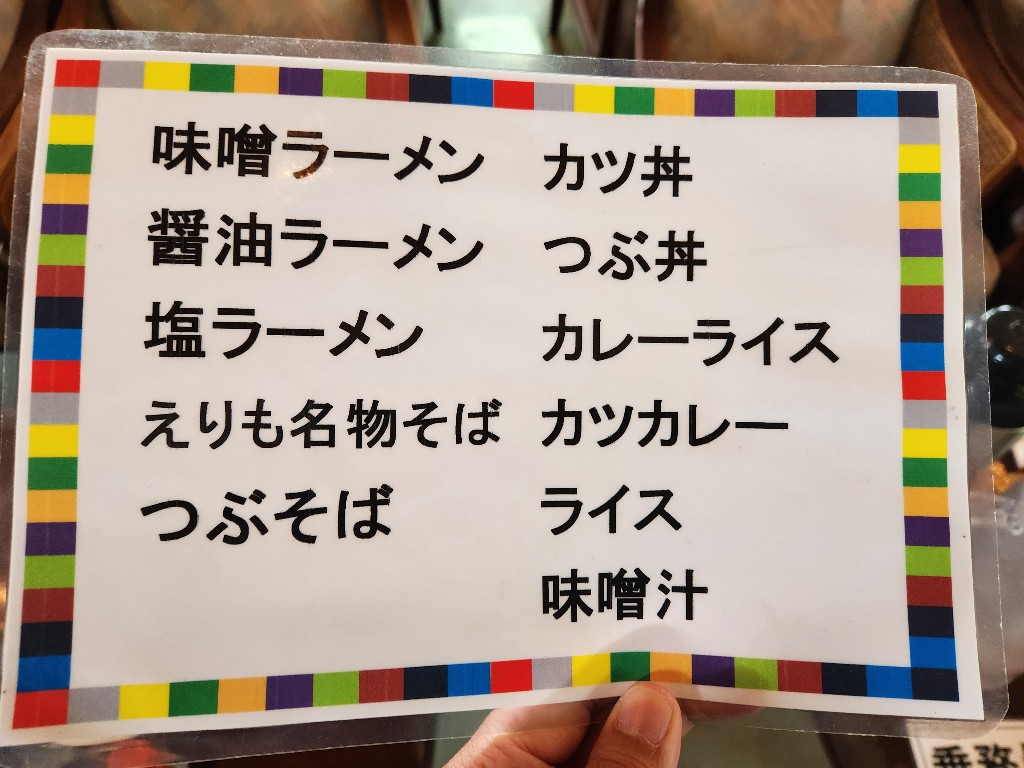 味噌ラーメン
醤油ラーメン
塩ラーメン
えりも名物そば
つぶそば
カツ丼
つぶ丼
カレーライス
カツカレー
ライス
味噌汁
乗務